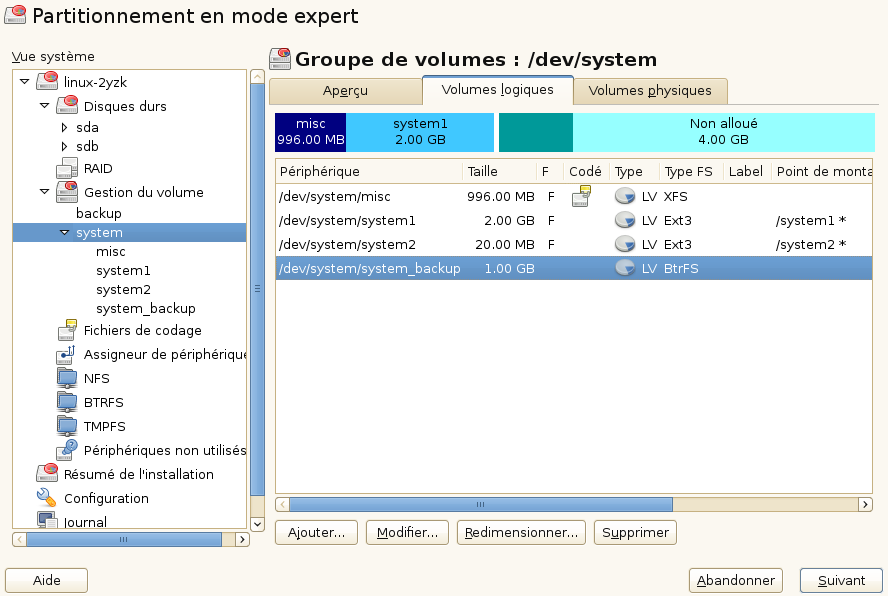 Partitionnement en mode expert
Vue système
linux-2yzk
Disques durs
sda
sdb
RAID
Gestion du volume
backup
system
misc
system1
system2
system_backup
Fichiers de codage
Assigneur de périphérique
NFS
BTRFS
TMPFS
Périphériques non utilisés
Résumé de l'installation
Configuration
Journal
Groupe de volumes : /dev/system
Aperçu Volumes logiques Volumes physiques
misc system1 Non alloué
996.00 MB 2.00 GB 4.00 GB
Périphérique Taille F Codé Type Type FS Label Point de monta
/dev/system/misc 996.00 MB F LV XFS
/dev/system/system1 2.00 GB F LV Ext3 /system1 *
/dev/system/system2 20.00 MB F LV Ext3 /system2 *
/dev/system/system_backup 1.00 GB LV BtrFS
Ajouter... Modifier... Redimensionner... Supprimer
Aide Abandonner Suivant